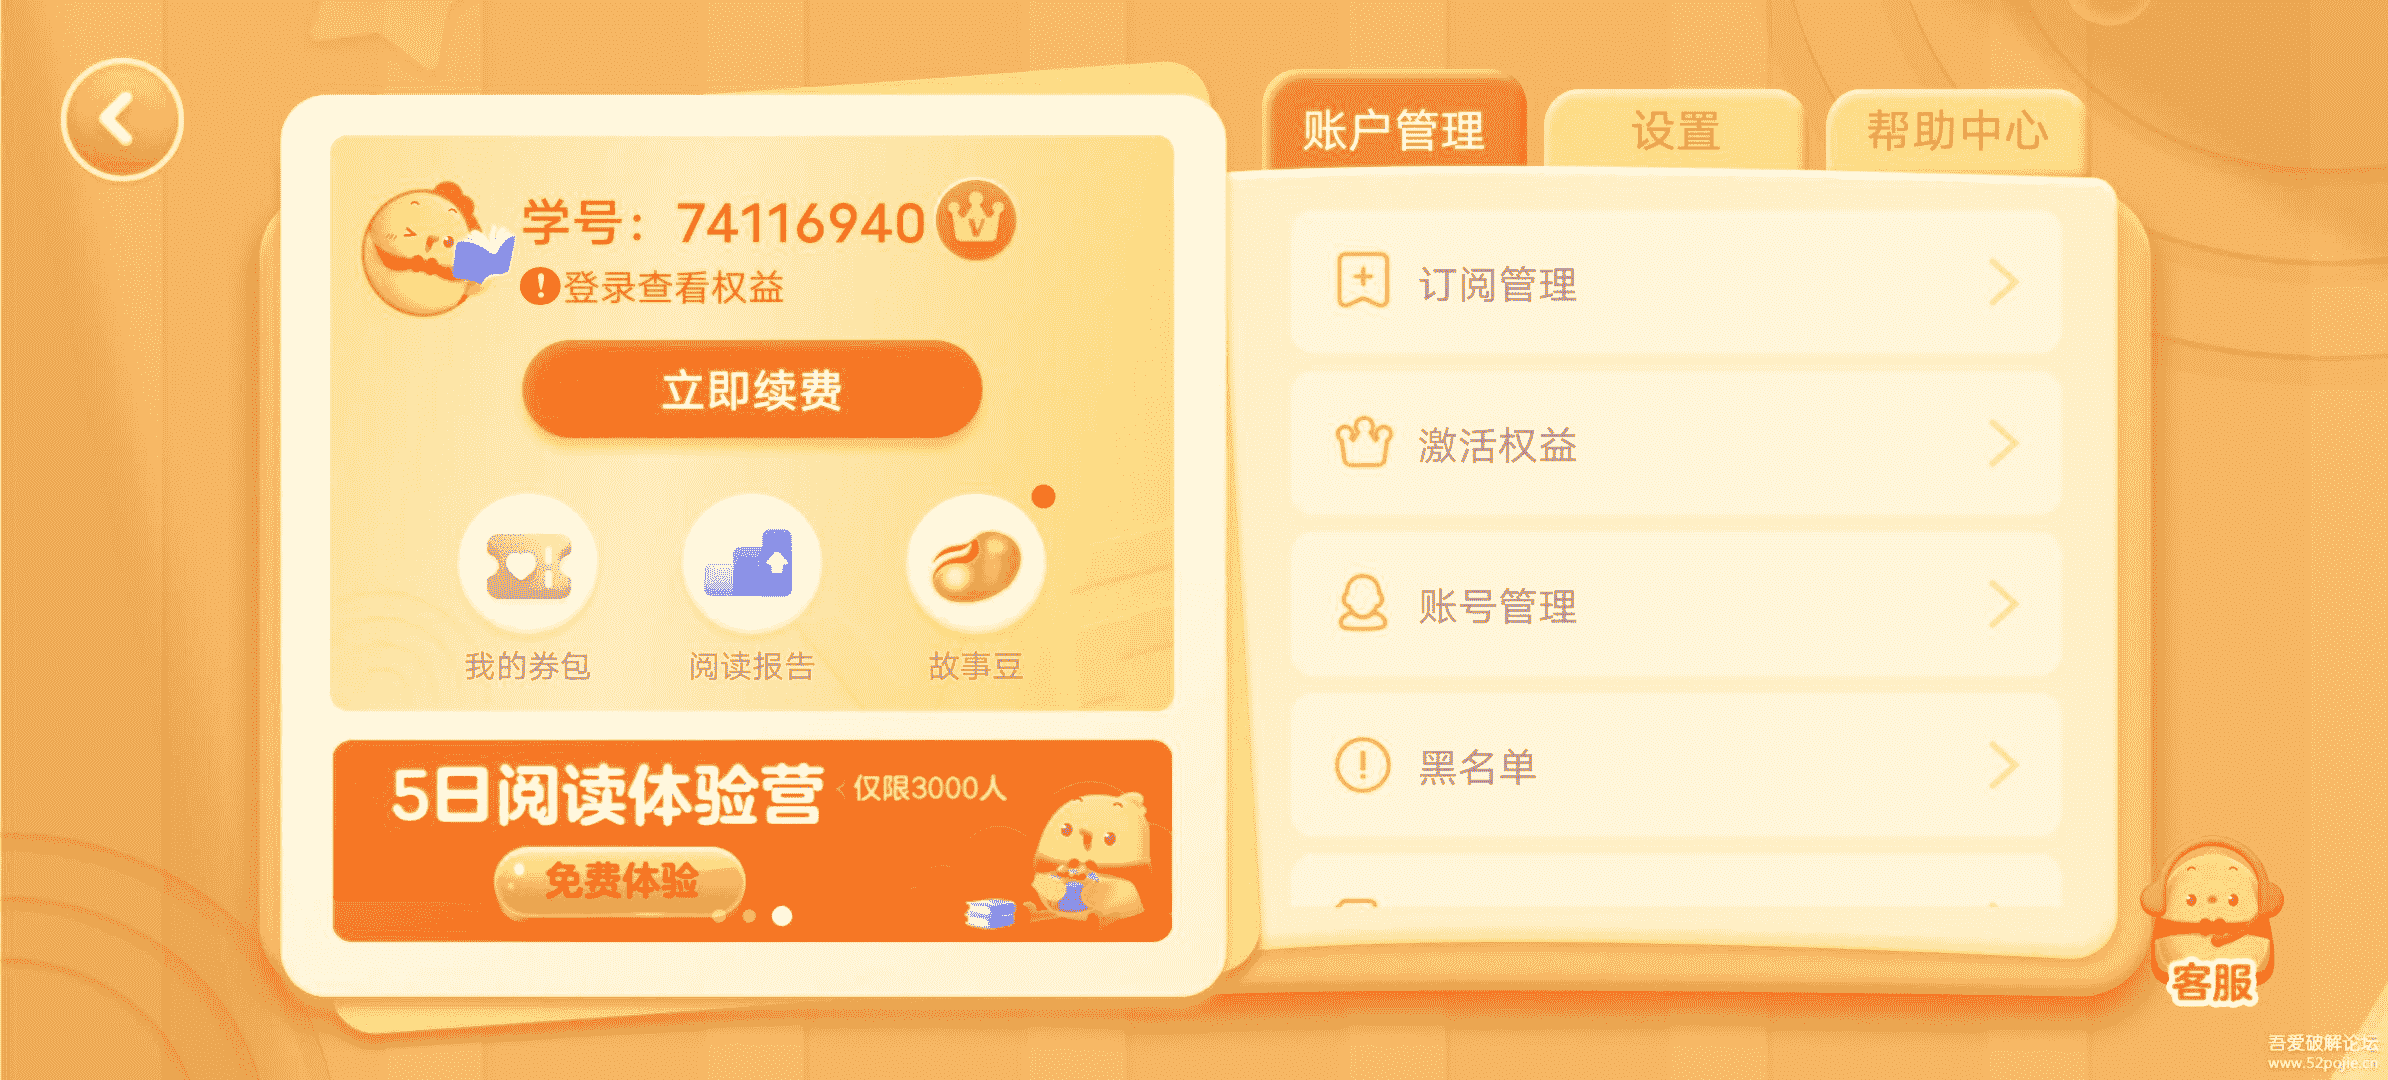 学号：74116940
登录查看权益
立即续费
我的券包
阅读报告
故事豆
5日阅读体验营
仅限3000人
免费体验
账户管理
设置
帮助中心
订阅管理
激活权益
账号管理
黑名单
客服
吾爱破解论坛
www.52pojie.cn